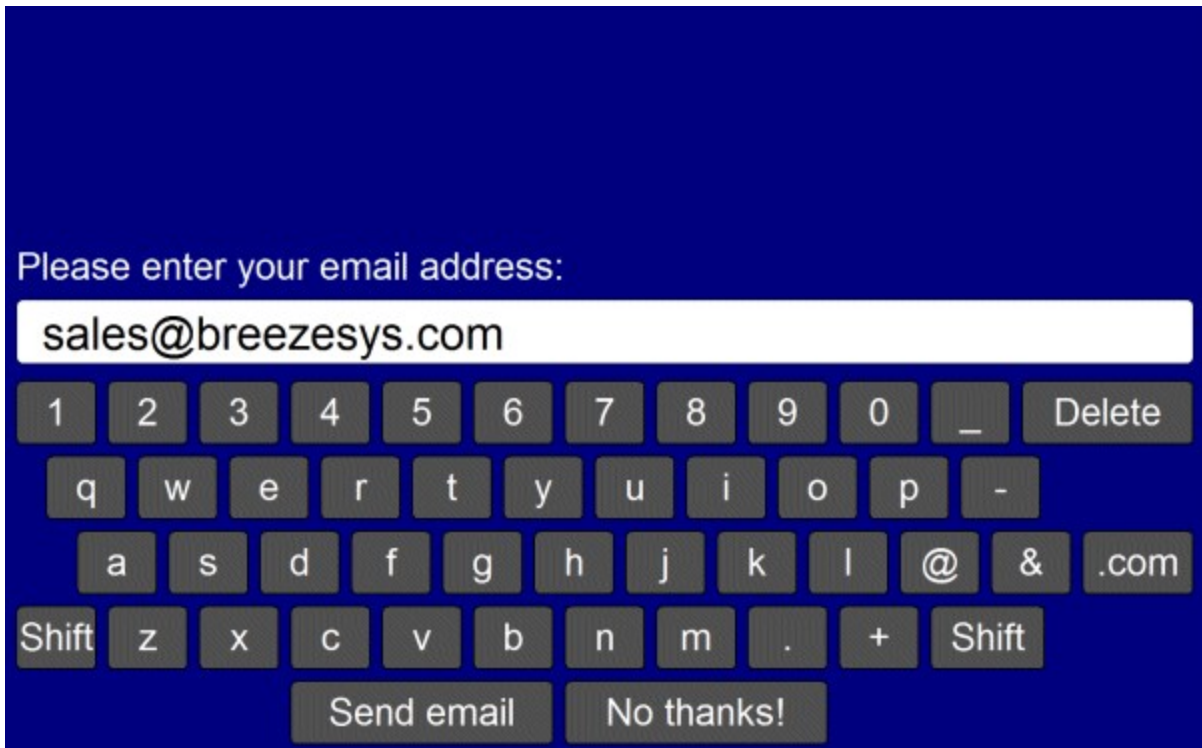 Please enter your email address:
sales@breezesys.com
1 2 3 4 5 6 7 8 9 0 _ Delete
q w e r t y u i o p -
a s d f g h j k l @ & .com
Shift z x c v b n m . + Shift
Send email No thanks!